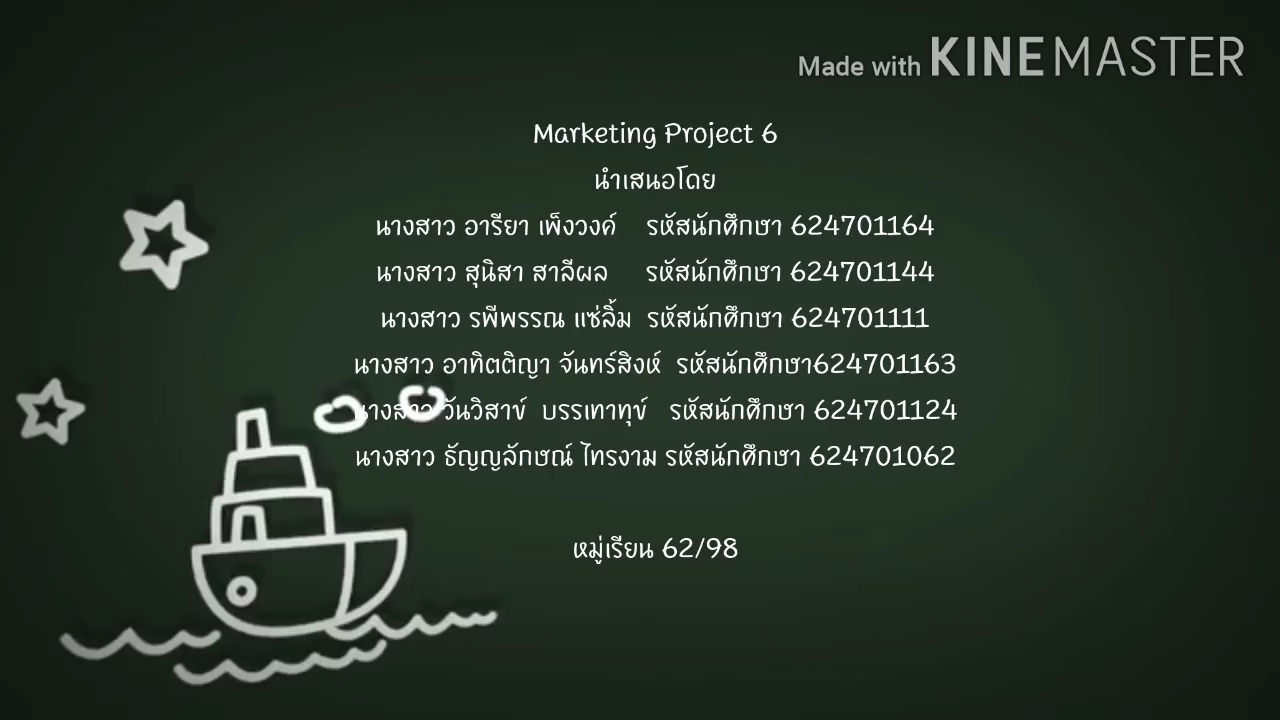 Made with KINEMASTER
Marketing Project 6
นำเสนอโดย
นางสาว อารียา เพ็งวงค์ รหัสนักศึกษา 624701164
นางสาว สุนิสา สาลีผล รหัสนักศึกษา 624701144
นางสาว รพีพรรณ แซ่ลิ้ม รหัสนักศึกษา 624701111
นางสาว อาทิตติญา จันทร์สิงห์ รหัสนักศึกษา624701163
นางสาว วันวิสาข์ บรรเทาทุข์ รหัสนักศึกษา 624701124
นางสาว ธัญญลักษณ์ ไทรงาม รหัสนักศึกษา 624701062
หมู่เรียน 62/98